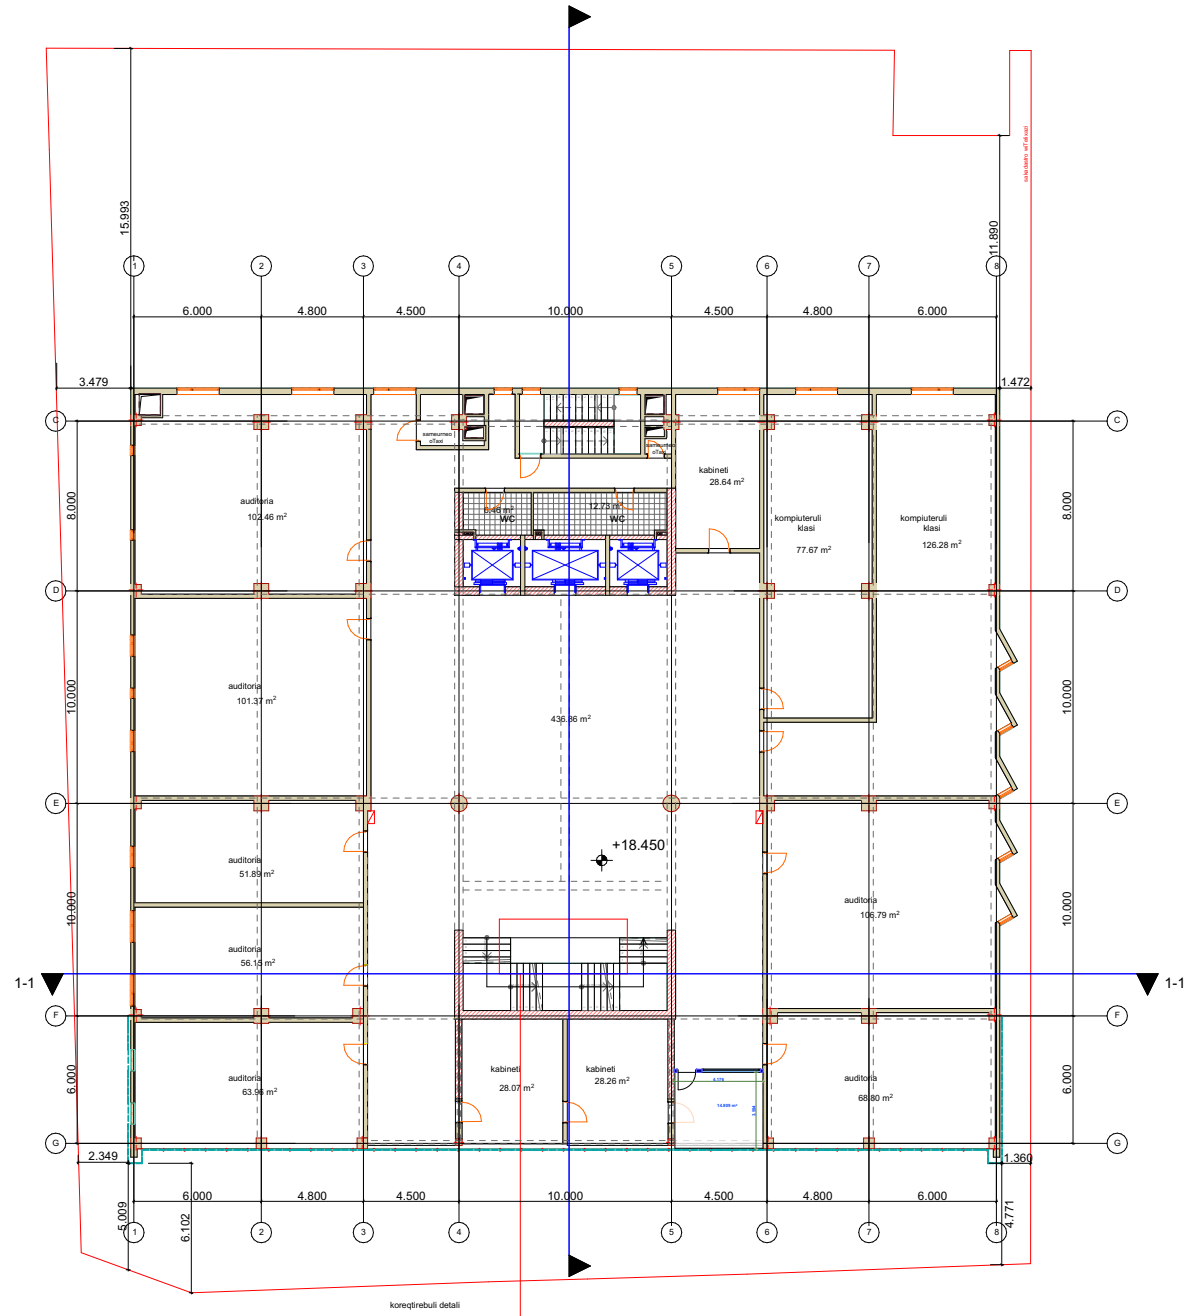 15.993
11.890
1
2
3
4
5
6
7
8
6.000
4.800
4.500
10.000
4.500
4.800
6.000
3.479
1.472
C
C
samsumeo
oTaxi
samsumeo
oTaxi
kabineti
28.64 m²
auditoria
102.46 m²
8.000
8.000
12.78 m²
WC
WC
kompiuteruli
klasi
77.67 m²
kompiuteruli
klasi
126.28 m²
D
D
auditoria
101.37 m²
10.000
10.000
436.86 m²
E
E
+18.450
auditoria
51.89 m²
auditoria
106.79 m²
10.000
10.000
auditoria
56.15 m²
1-1
1-1
F
F
kabineti
28.07 m²
kabineti
28.26 m²
auditoria
63.96 m²
auditoria
68.80 m²
6.000
6.000
G
G
2.349
1.360
6.000
4.800
4.500
10.000
4.500
4.800
6.000
5.009
6.102
4.771
1
2
3
4
5
6
7
8
koreqtirebuli detali